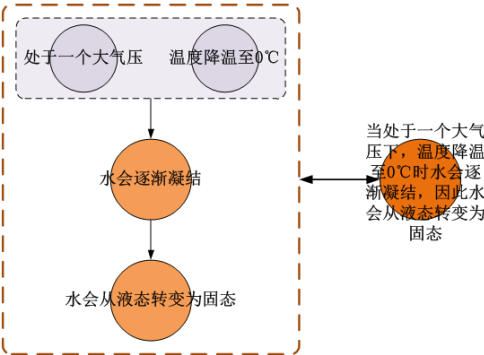 处于一个大气压
温度降温至0℃
水会逐渐凝结
水会从液态转变为固态
当处于一个大气
压下，温度降温
至0℃时水会逐
渐凝结，因此水
会从液态转变为
固态